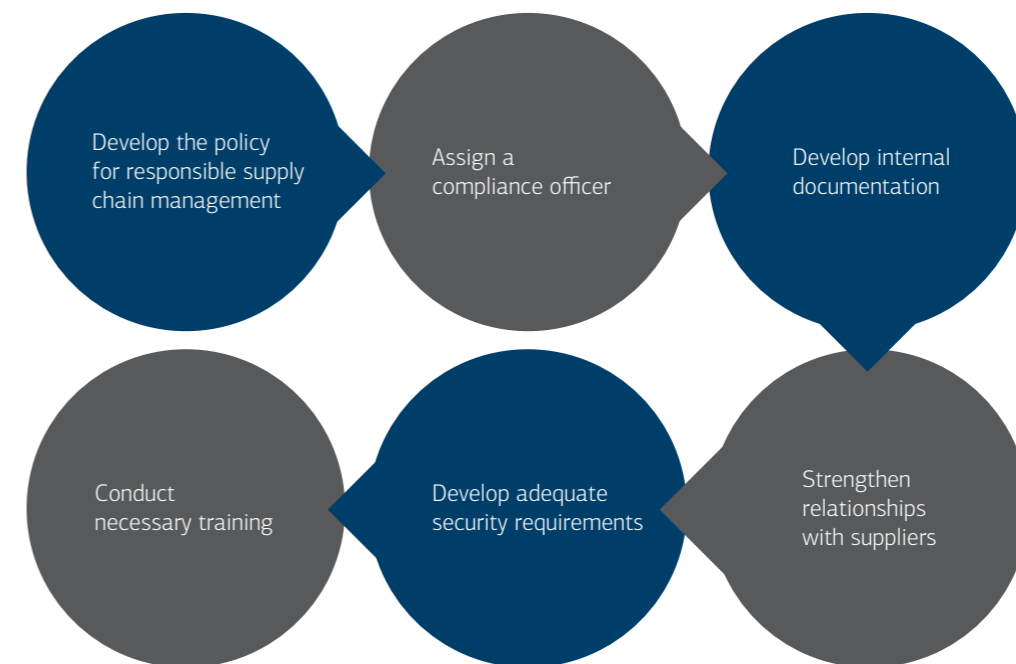 Develop the policy
for responsible supply
chain management
Assign a
compliance officer
Develop internal
documentation
Strengthen
relationships
with suppliers
Develop adequate
security requirements
Conduct
necessary training